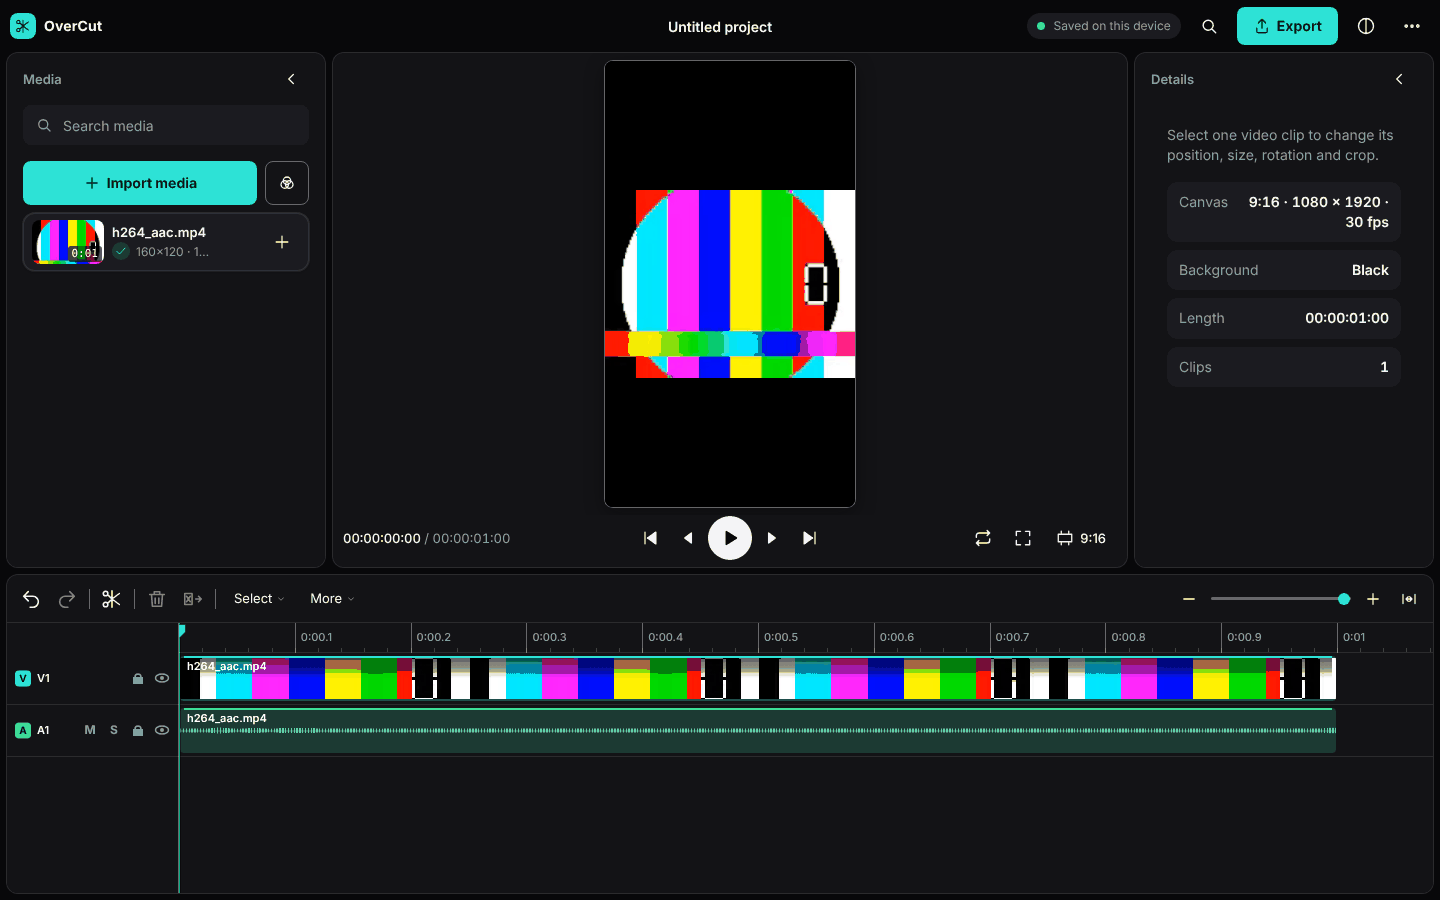 OverCut
Untitled project
Saved on this device
Export
Media
Search media
Import media
h264_aac.mp4
0:01
160×120 · 1...
0
00:00:00:00 / 00:00:01:00
9:16
Details
Select one video clip to change its
position, size, rotation and crop.
Canvas 9:16 · 1080 × 1920 ·
30 fps
Background Black
Length 00:00:01:00
Clips 1
Select
More
0:00.1 0:00.2 0:00.3 0:00.4 0:00.5 0:00.6 0:00.7 0:00.8 0:00.9 0:01
V V1
h264_aac.mp4
A A1 M S
h264_aac.mp4